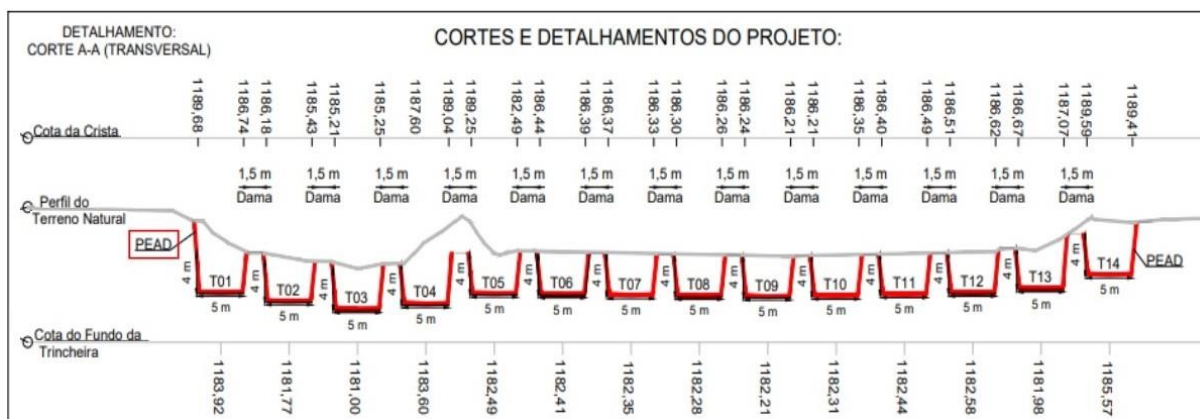 DETALHAMENTO:
CORTE A-A (TRANSVERSAL)
CORTES E DETALHAMENTOS DO PROJETO:
Cota da Crista
1189,68
1186,74
1186,18
1185,43
1185,21
1185,25
1187,60
1189,04
1189,25
1182,49
1186,44
1186,39
1186,37
1186,33
1186,30
1186,26
1186,24
1186,21
1186,21
1186,35
1186,40
1186,49
1186,51
1186,62
1186,67
1187,07
1189,59
1189,41
1,5 m 1,5 m 1,5 m 1,5 m 1,5 m 1,5 m 1,5 m 1,5 m 1,5 m 1,5 m 1,5 m 1,5 m 1,5 m
Dama Dama Dama Dama Dama Dama Dama Dama Dama Dama Dama Dama Dama
Perfil do
Terreno Natural
PEAD
PEAD
4 m 4 m 4 m 4 m 4 m 4 m 4 m 4 m 4 m 4 m 4 m 4 m 4 m 4 m
T01 T02 T03 T04 T05 T06 T07 T08 T09 T10 T11 T12 T13 T14
5 m 5 m 5 m 5 m 5 m 5 m 5 m 5 m 5 m 5 m 5 m 5 m 5 m 5 m
Cota do Fundo da
Trincheira
1183,92
1181,77
1181,00
1183,60
1182,49
1182,41
1182,35
1182,28
1182,21
1182,31
1182,44
1182,58
1181,98
1185,57